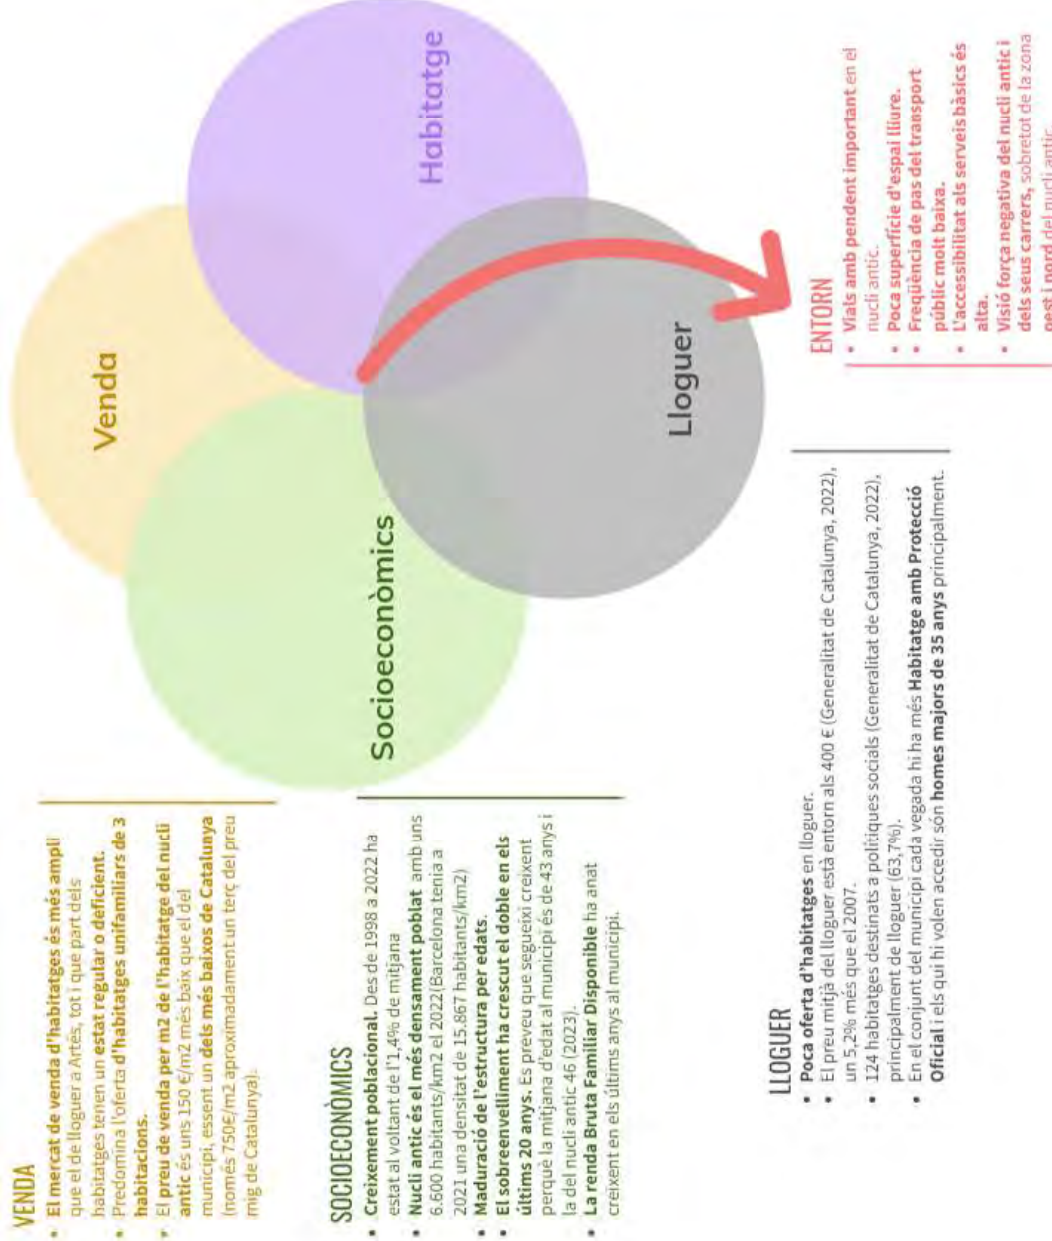 VENDA
• El mercat de venda d'habitatges és més ampli
que el de lloguer a Artés, tot i que part dels
habitatges tenen un estat regular o deficient.
• Predomina l'oferta d'habitatges unifamiliars de 3
habitacions.
• El preu de venda per m2 de l'habitatge del nucli
antic és uns 150 €/m2 més baix que el del
municipi, essent un dels més baixos de Catalunya
(només 750€/m2 aproximadament un terç del preu
mig de Catalunya).
SOCIOECONÒMICS
• Creixement poblacional. Des de 1998 a 2022 ha
estat al voltant de l'1,4% de mitjana
• Nucli antic és el més densament poblat amb uns
6.600 habitants/km2 el 2022(Barcelona tenia a
2021 una densitat de 15.867 habitants/km2)
• Maduració de l'estructura per edats.
• El sobreenvelliment ha crescut el doble en els
últims 20 anys. Es preveu que segueixi creixent
perquè la mitjana d'edat al municipi és de 43 anys i
la del nucli antic 46 (2023).
• La renda Bruta Familiar Disponible ha anat
creixent en els últims anys al municipi.
Venda
Habitatge
Socioeconòmics
Lloguer
LLOGUER
• Poca oferta d'habitatges en lloguer.
• El preu mitjà del lloguer està entorn als 400 € (Generalitat de Catalunya, 2022),
un 5,2% més que el 2007.
• 124 habitatges destinats a polítiques socials (Generalitat de Catalunya, 2022),
principalment de lloguer (63,7%).
• En el conjunt del municipi cada vegada hi ha més Habitatge amb Protecció
Oficial i els qui hi volen accedir són homes majors de 35 anys principalment.
ENTORN
• Vials amb pendent important en el
nucli antic.
• Poca superfície d'espai lliure.
• Freqüència de pas del transport
públic molt baixa.
• L'accessibilitat als serveis bàsics és
alta.
• Visió força negativa del nucli antic i
dels seus carrers, sobretot de la zona
oest i nord del nucli antic.